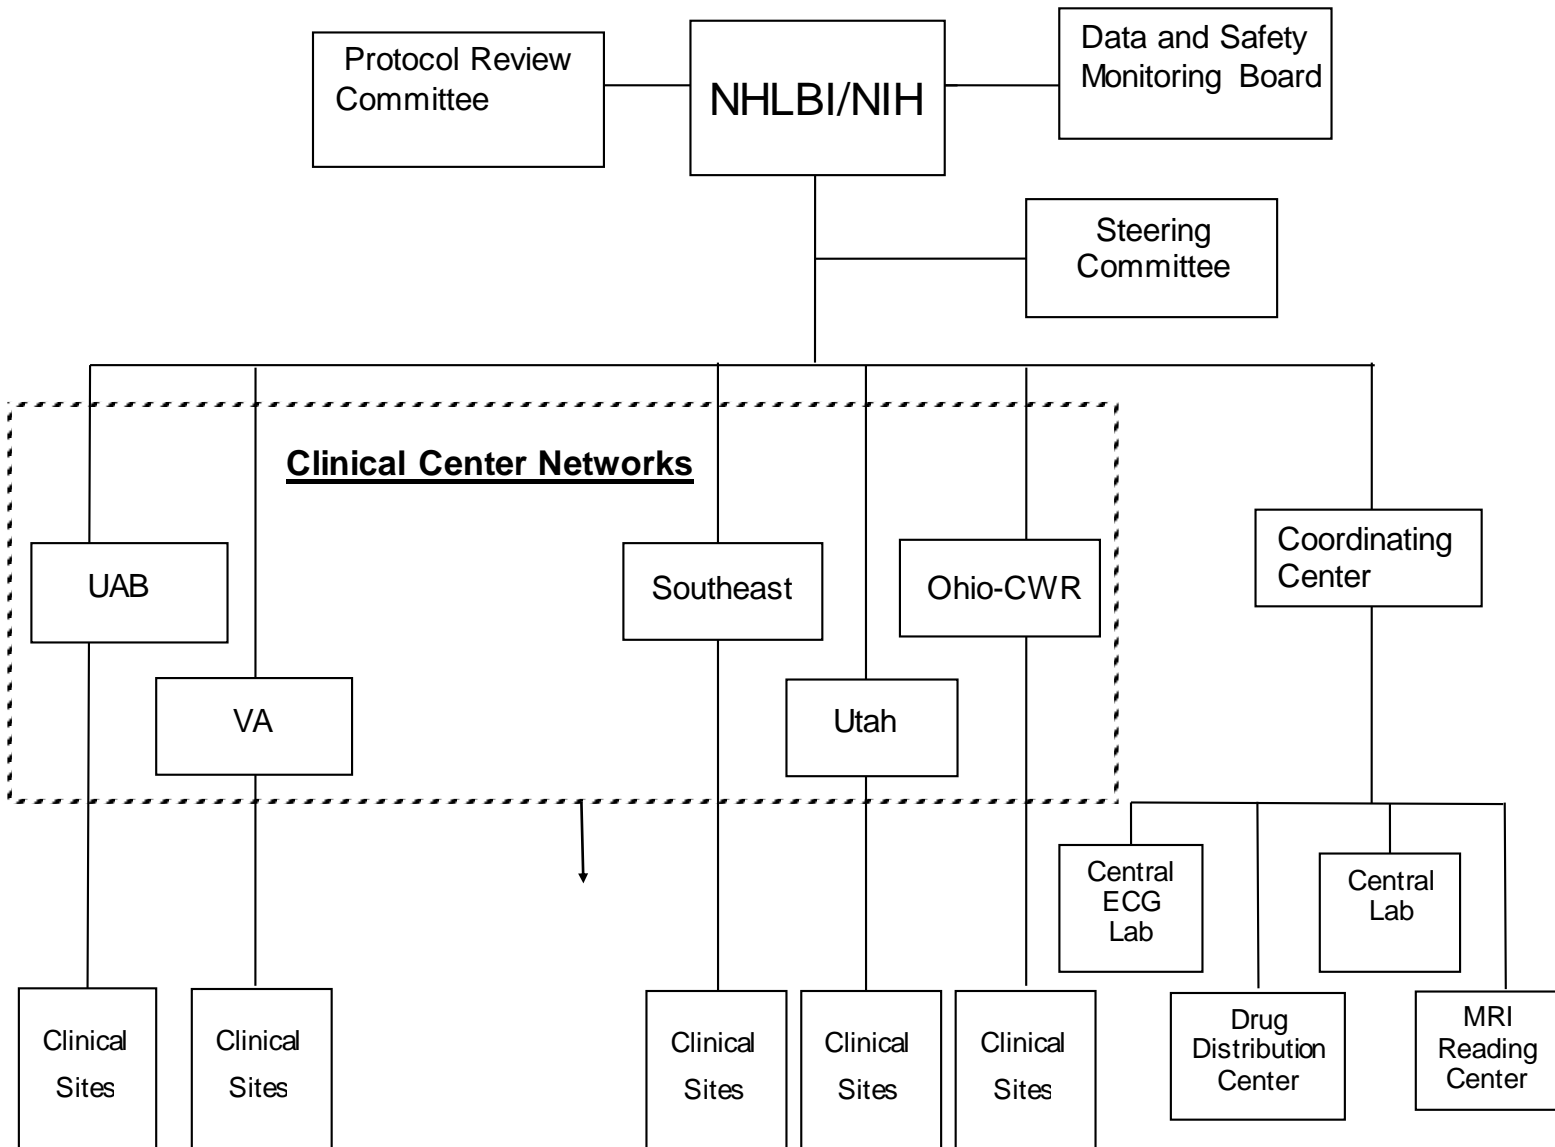 Protocol Review
Committee
NHLBI/NIH
Data and Safety
Monitoring Board
Steering
Committee
Clinical Center Networks
UAB
VA
Southeast
Utah
Ohio-CWR
Coordinating
Center
Central
ECG
Lab
Central
Lab
Drug
Distribution
Center
MRI
Reading
Center
Clinical
Sites
Clinical
Sites
Clinical
Sites
Clinical
Sites
Clinical
Sites